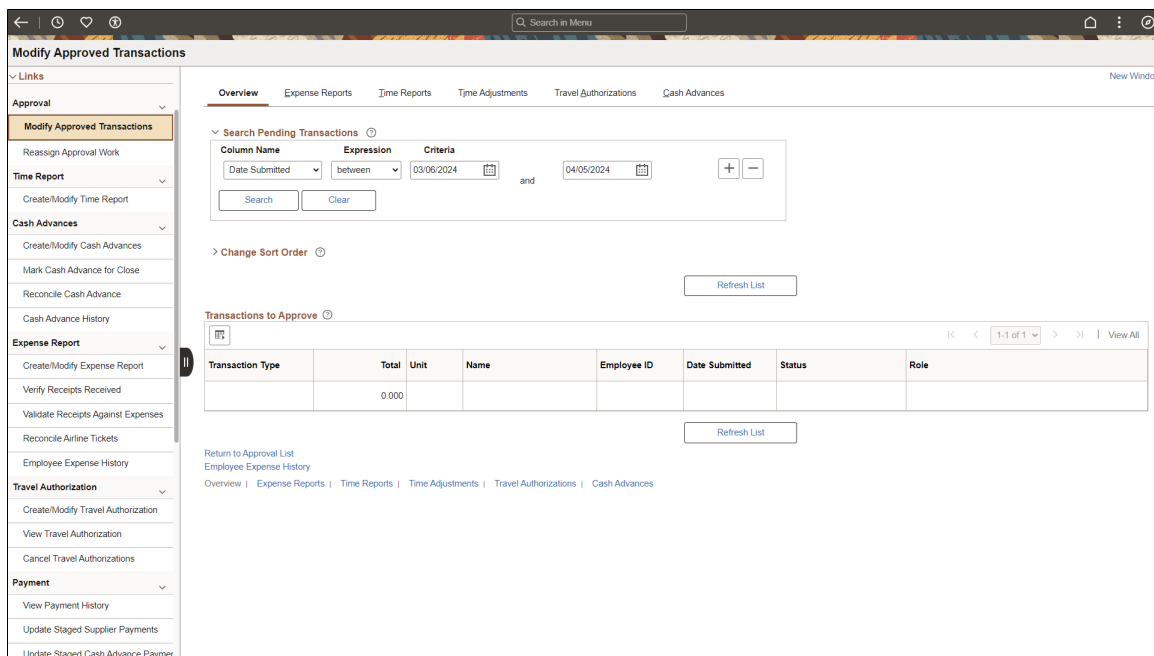 Search in Menu
Modify Approved Transactions
Links
New Windo
Approval
Modify Approved Transactions
Reassign Approval Work
Time Report
Create/Modify Time Report
Cash Advances
Create/Modify Cash Advances
Mark Cash Advance for Close
Reconcile Cash Advance
Cash Advance History
Expense Report
Create/Modify Expense Report
Verify Receipts Received
Validate Receipts Against Expenses
Reconcile Airline Tickets
Employee Expense History
Travel Authorization
Create/Modify Travel Authorization
View Travel Authorization
Cancel Travel Authorizations
Payment
View Payment History
Update Staged Supplier Payments
Update Staged Cash Advance Paymer
Overview Expense Reports Time Reports Time Adjustments Travel Authorizations Cash Advances
Search Pending Transactions
Column Name Expression Criteria
Date Submitted between 03/06/2024 and 04/05/2024
Search Clear
Change Sort Order
Refresh List
Transactions to Approve
1-1 of 1 | View All
Transaction Type Total Unit Name Employee ID Date Submitted Status Role
0.000
Refresh List
Return to Approval List
Employee Expense History
Overview | Expense Reports | Time Reports | Time Adjustments | Travel Authorizations | Cash Advances